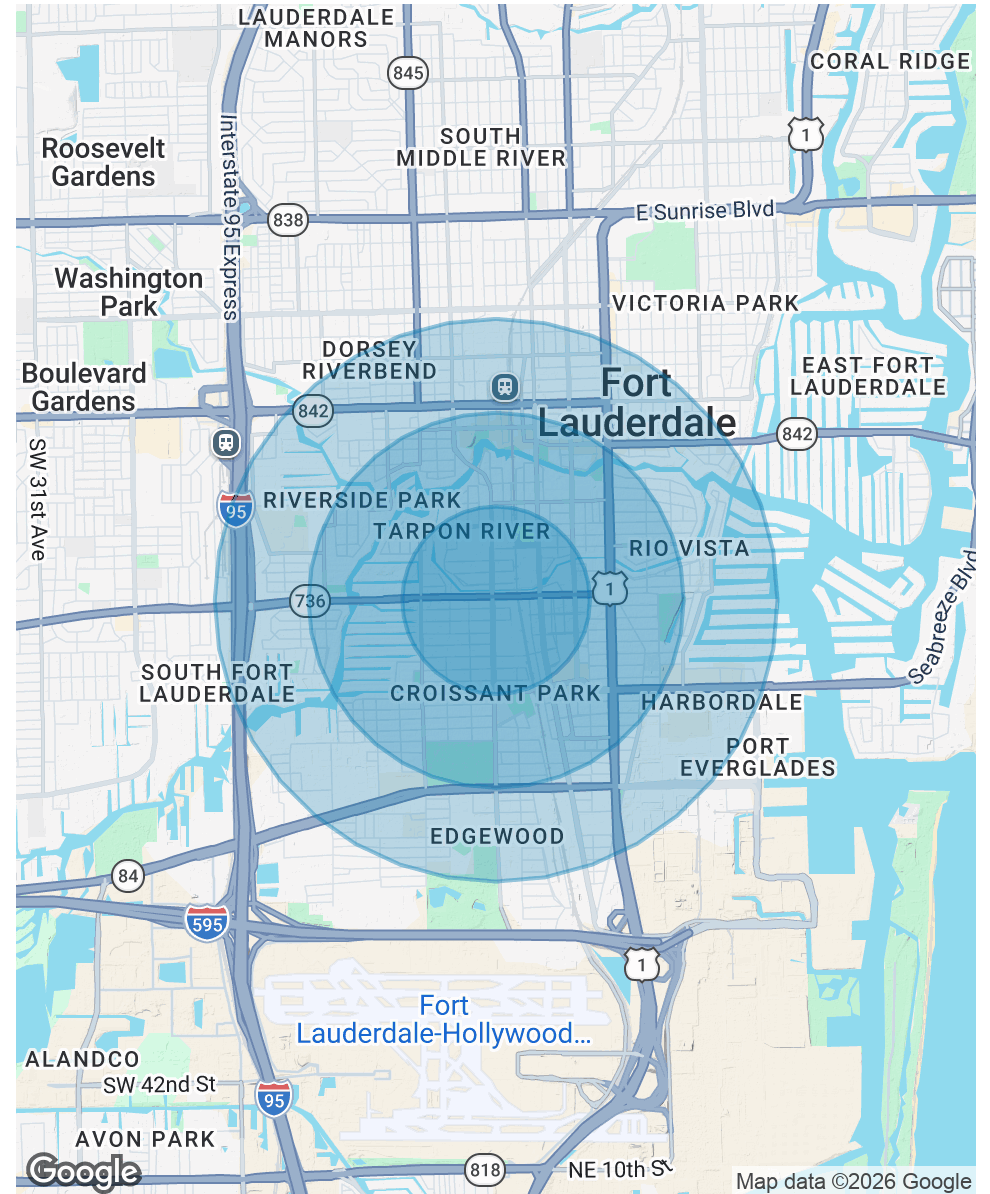 LAUDERDALE
MANORS
845
CORAL RIDGE
1
SOUTH
MIDDLE RIVER
Roosevelt
Gardens
Interstate 95 Express
838
E Sunrise Blvd
Washington
Park
VICTORIA PARK
DORSEY
RIVERBEND
EAST FORT
LAUDERDALE
Boulevard
Gardens
Fort
Lauderdale
842
842
SW 31st Ave
95
RIVERSIDE PARK
TARPON RIVER
RIO VISTA
736
1
Seabreeze Blvd
SOUTH FORT
LAUDERDALE
CROISSANT PARK
HARBORDALE
PORT
EVERGLADES
EDGEWOOD
84
595
1
Fort
Lauderdale-Hollywood...
ALANDCO
SW 42nd St
95
AVON PARK
818
NE 10th St
Google
Map data ©2026 Google